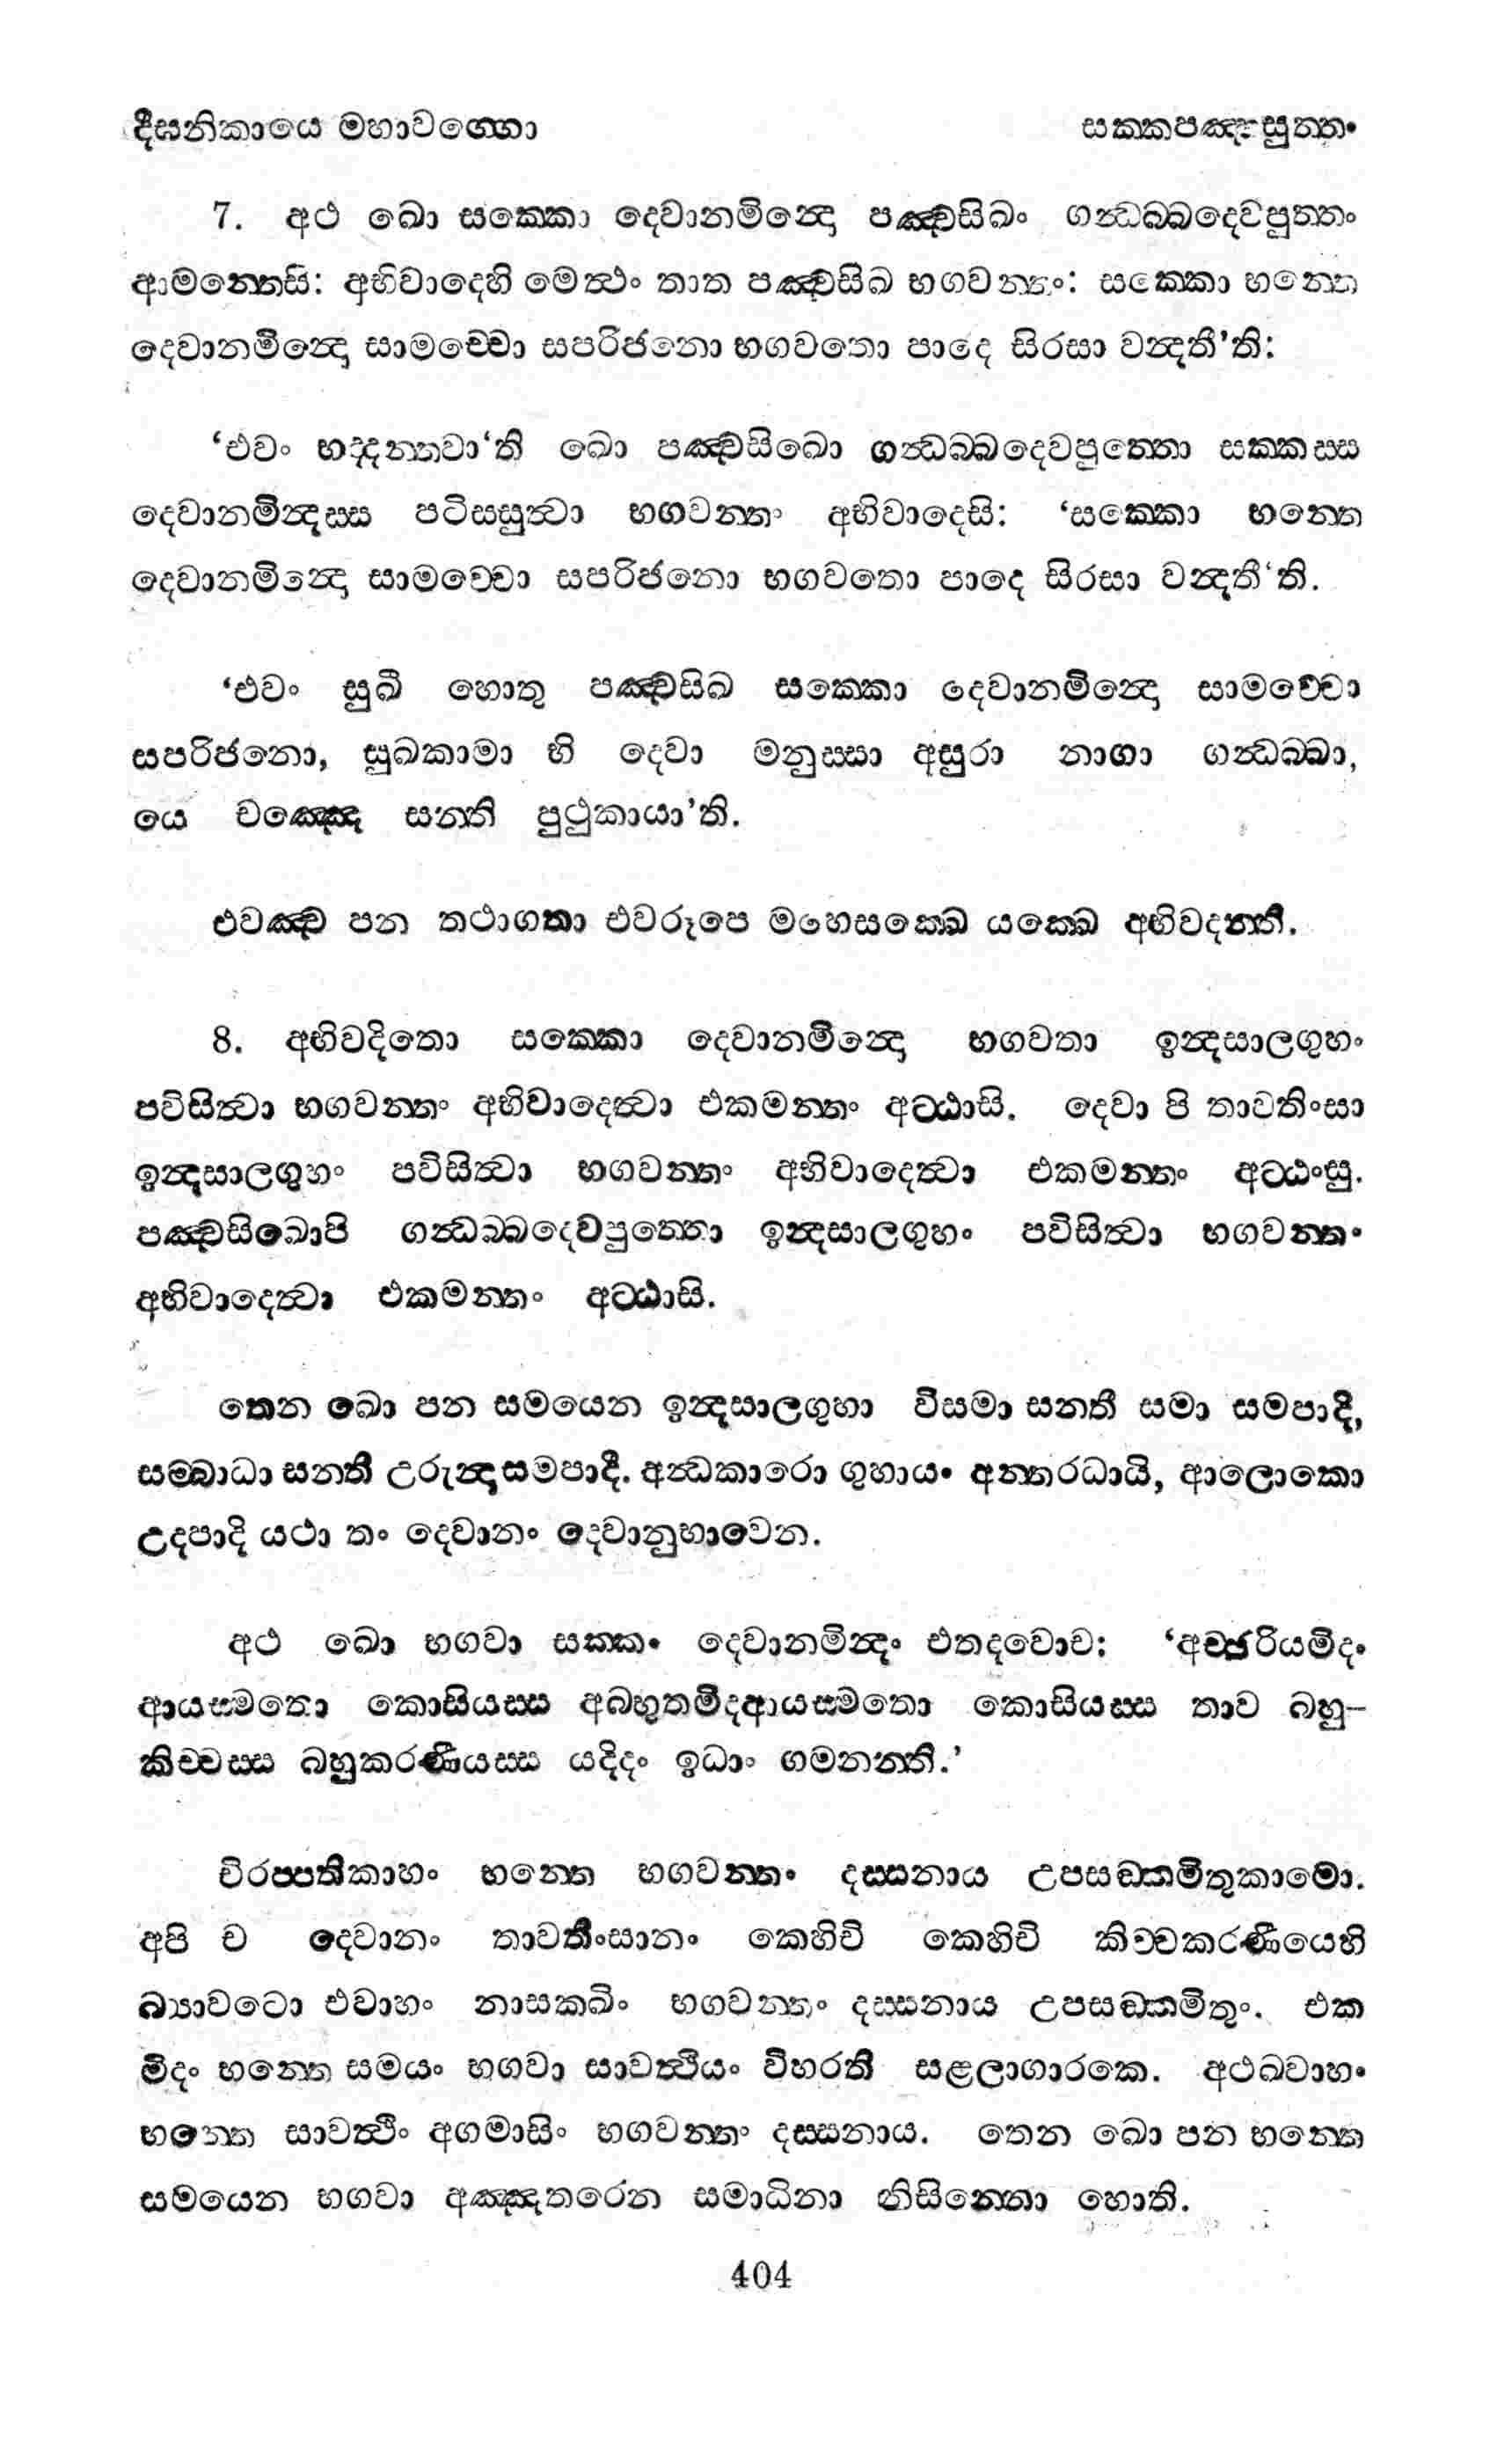 දීඝනිකායෙ මහාවග්ගො සක්කපඤ්හසුත්තං
7. අථ ඛො සක්කො දෙවානමින්දො පඤ්චසිඛං ගන්ධබ්බදෙවපුත්තං
ආමන්තෙසි: අභිවාදෙහි මෙත්ථං තාත පඤ්චසිඛ භගවන්තං: සක්කො භන්තෙ
දෙවානමින්දො සාමච්චො සපරිජනො භගවතො පාදෙ සිරසා වන්දතී’ති:
‘එවං භද්දන්තවා‘ති ඛො පඤ්චසිඛො ගන්ධබ්බදෙවපුත්තො සක්කස්ස
දෙවානමින්දස්ස පටිස්සුත්වා භගවන්තං අභිවාදෙසි: ‘සක්කො භන්තෙ
දෙවානමින්දො සාමච්චො සපරිජනො භගවතො පාදෙ සිරසා වන්දතී‘ති.
‘එවං සුඛී හොතු පඤ්චසිඛ සක්කො දෙවානමින්දො සාමච්චො
සපරිජනො, සුඛකාමා හි දෙවා මනුස්සා අසුරා නාගා ගන්ධබ්බා,
යෙ චඤ්ඤෙ සන්ති පුථුකායා’ති.
එවඤ්ච පන තථාගතා එවරූපෙ මහෙසක්ඛෙ යක්ඛෙ අභිවදන්ති.
8. අභිවදිතො සක්කො දෙවානමින්දො භගවතා ඉන්දසාලගුහං
පවිසිත්වා භගවන්තං අභිවාදෙත්වා එකමන්තං අට්ඨාසි. දෙවා පි තාවතිංසා
ඉන්දසාලගුහං පවිසිත්වා භගවන්තං අභිවාදෙත්වා එකමන්තං අට්ඨංසු.
පඤ්චසිඛොපි ගන්ධබ්බදෙවපුත්තො ඉන්දසාලගුහං පවිසිත්වා භගවන්තං
අභිවාදෙත්වා එකමන්තං අට්ඨාසි.
තෙන ඛො පන සමයෙන ඉන්දසාලගුහා විසමා සන්තී සමා සමපාදි,
සම්බාධා සන්තී උරුන්දා සමපාදි. අන්ධකාරො ගුහායං අන්තරධායි, ආලොකො
උදපාදි යථා තං දෙවානං දෙවානුභාවෙන.
අථ ඛො භගවා සක්කං දෙවානමින්දං එතදවොච: ‘අච්ඡරියමිදං
ආයස්මතො කොසියස්ස අබ්භුතමිදආයස්මතො කොසියස්ස තාව බහු-
කිච්චස්ස බහුකරණීයස්ස යදිදං ඉධාං ගමනන්ති.’
චිරප්පතිකාහං භන්තෙ භගවන්තං දස්සනාය උපසඞ්කමිතුකාමො.
අපි ච දෙවානං තාවතිංසානං කෙහිචි කෙහිචි කිච්චකරණීයෙහි
බ්‍යාවටො එවාහං නාසක්ඛිං භගවන්තං දස්සනාය උපසඞ්කමිතුං. එක
මිදං භන්තෙ සමයං භගවා සාවත්ථියං විහරති සළලාගාරකෙ. අථඛ්වාහං
භන්තෙ සාවත්ථිං අගමාසිං භගවන්තං දස්සනාය. තෙන ඛො පන භන්තෙ
සමයෙන භගවා අඤ්ඤතරෙන සමාධිනා නිසින්නො හොති.
404